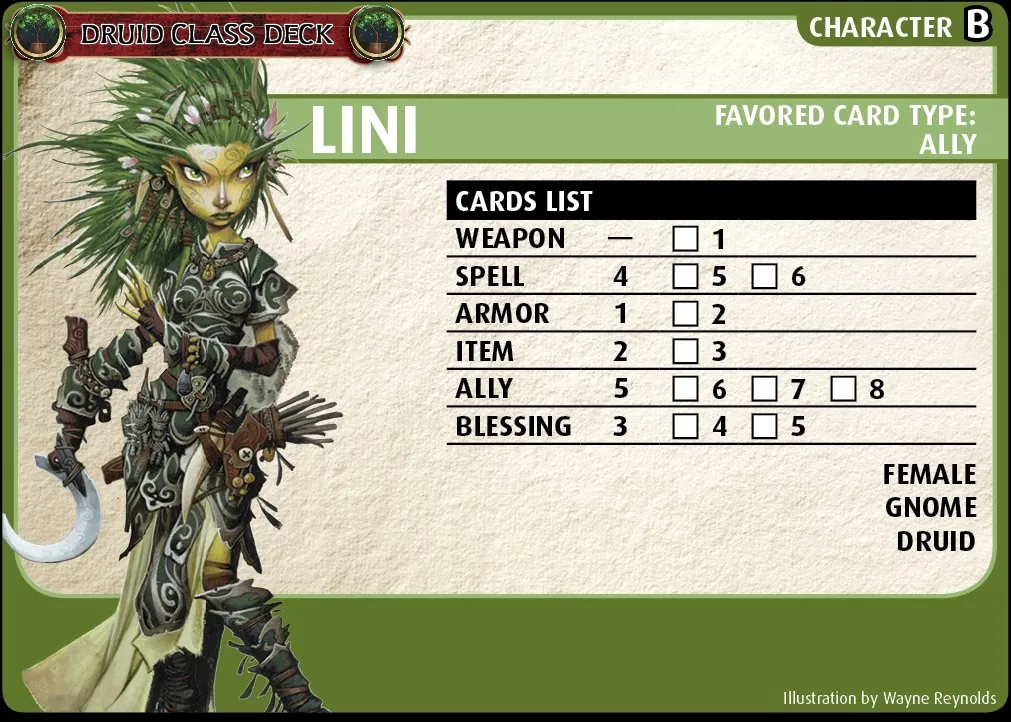 DRUID CLASS DECK
CHARACTER B
LINI
FAVORED CARD TYPE:
ALLY
CARDS LIST
WEAPON — ☐ 1
SPELL 4 ☐ 5 ☐ 6
ARMOR 1 ☐ 2
ITEM 2 ☐ 3
ALLY 5 ☐ 6 ☐ 7 ☐ 8
BLESSING 3 ☐ 4 ☐ 5
FEMALE
GNOME
DRUID
Illustration by Wayne Reynolds